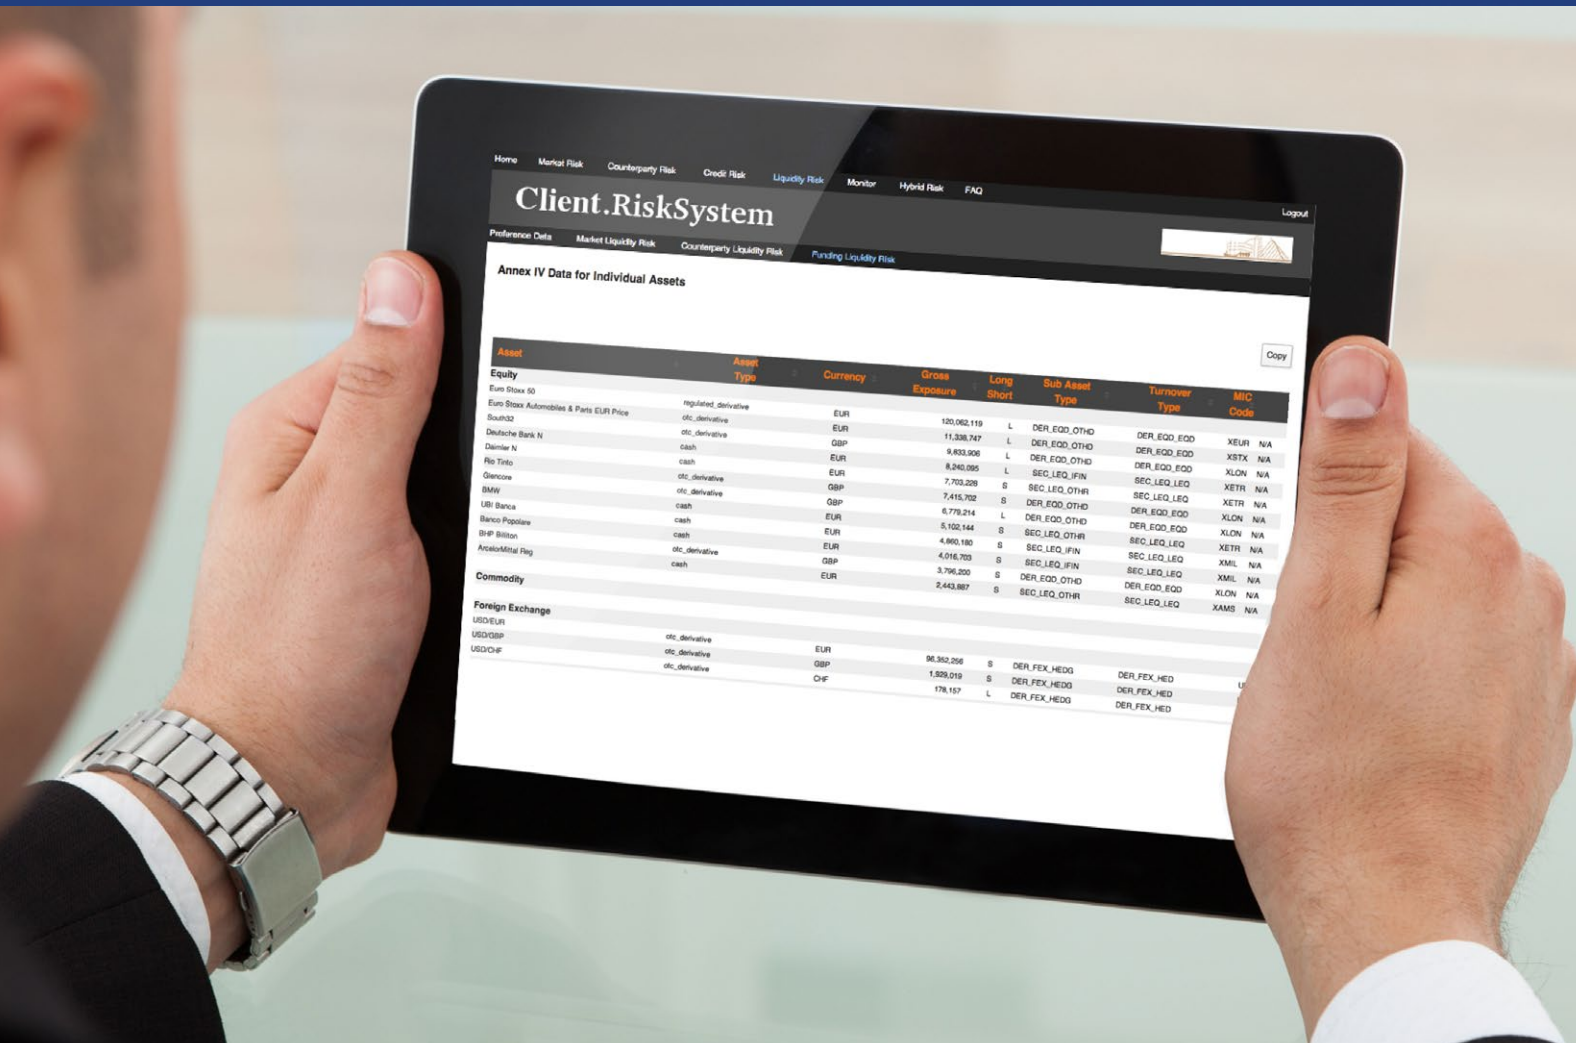 Home Market Risk Counterparty Risk Credit Risk Liquidity Risk Monitor Hybrid Risk FAQ Logout
Client.RiskSystem
Preference Data Market Liquidity Risk Counterparty Liquidity Risk Funding Liquidity Risk
Annex IV Data for Individual Assets
Copy
Asset Asset Type Currency Gross Exposure Long Short Sub Asset Type Turnover Type MIC Code
Equity
Euro Stoxx 50 regulated_derivative EUR 120,062,119 L DER_EQD_OTHD DER_EQD_EQD XEUR N/A
Euro Stoxx Automobiles & Parts EUR Price otc_derivative EUR 11,338,747 L DER_EQD_OTHD DER_EQD_EQD XSTX N/A
South32 otc_derivative GBP 9,833,906 L DER_EQD_OTHD DER_EQD_EQD XLON N/A
Deutsche Bank N cash EUR 8,240,095 L SEC_LEQ_IFIN SEC_LEQ_LEQ XETR N/A
Daimler N cash EUR 7,703,228 S SEC_LEQ_OTHR SEC_LEQ_LEQ XETR N/A
Rio Tinto otc_derivative GBP 7,415,702 S DER_EQD_OTHD DER_EQD_EQD XLON N/A
Glencore otc_derivative GBP 6,779,214 L DER_EQD_OTHD DER_EQD_EQD XLON N/A
BMW cash EUR 5,102,144 S SEC_LEQ_OTHR SEC_LEQ_LEQ XETR N/A
UBI Banca cash EUR 4,860,180 S SEC_LEQ_IFIN SEC_LEQ_LEQ XMIL N/A
Banco Popolare cash EUR 4,016,703 S SEC_LEQ_IFIN SEC_LEQ_LEQ XMIL N/A
BHP Billiton otc_derivative GBP 3,796,200 S DER_EQD_OTHD DER_EQD_EQD XLON N/A
ArcelorMittal Reg cash EUR 2,443,887 S SEC_LEQ_OTHR SEC_LEQ_LEQ XAMS N/A
Commodity
Foreign Exchange
USD/EUR otc_derivative EUR 96,352,256 S DER_FEX_HEDG DER_FEX_HED
USD/GBP otc_derivative GBP 1,929,019 S DER_FEX_HEDG DER_FEX_HED
USD/CHF otc_derivative CHF 178,157 L DER_FEX_HEDG DER_FEX_HED